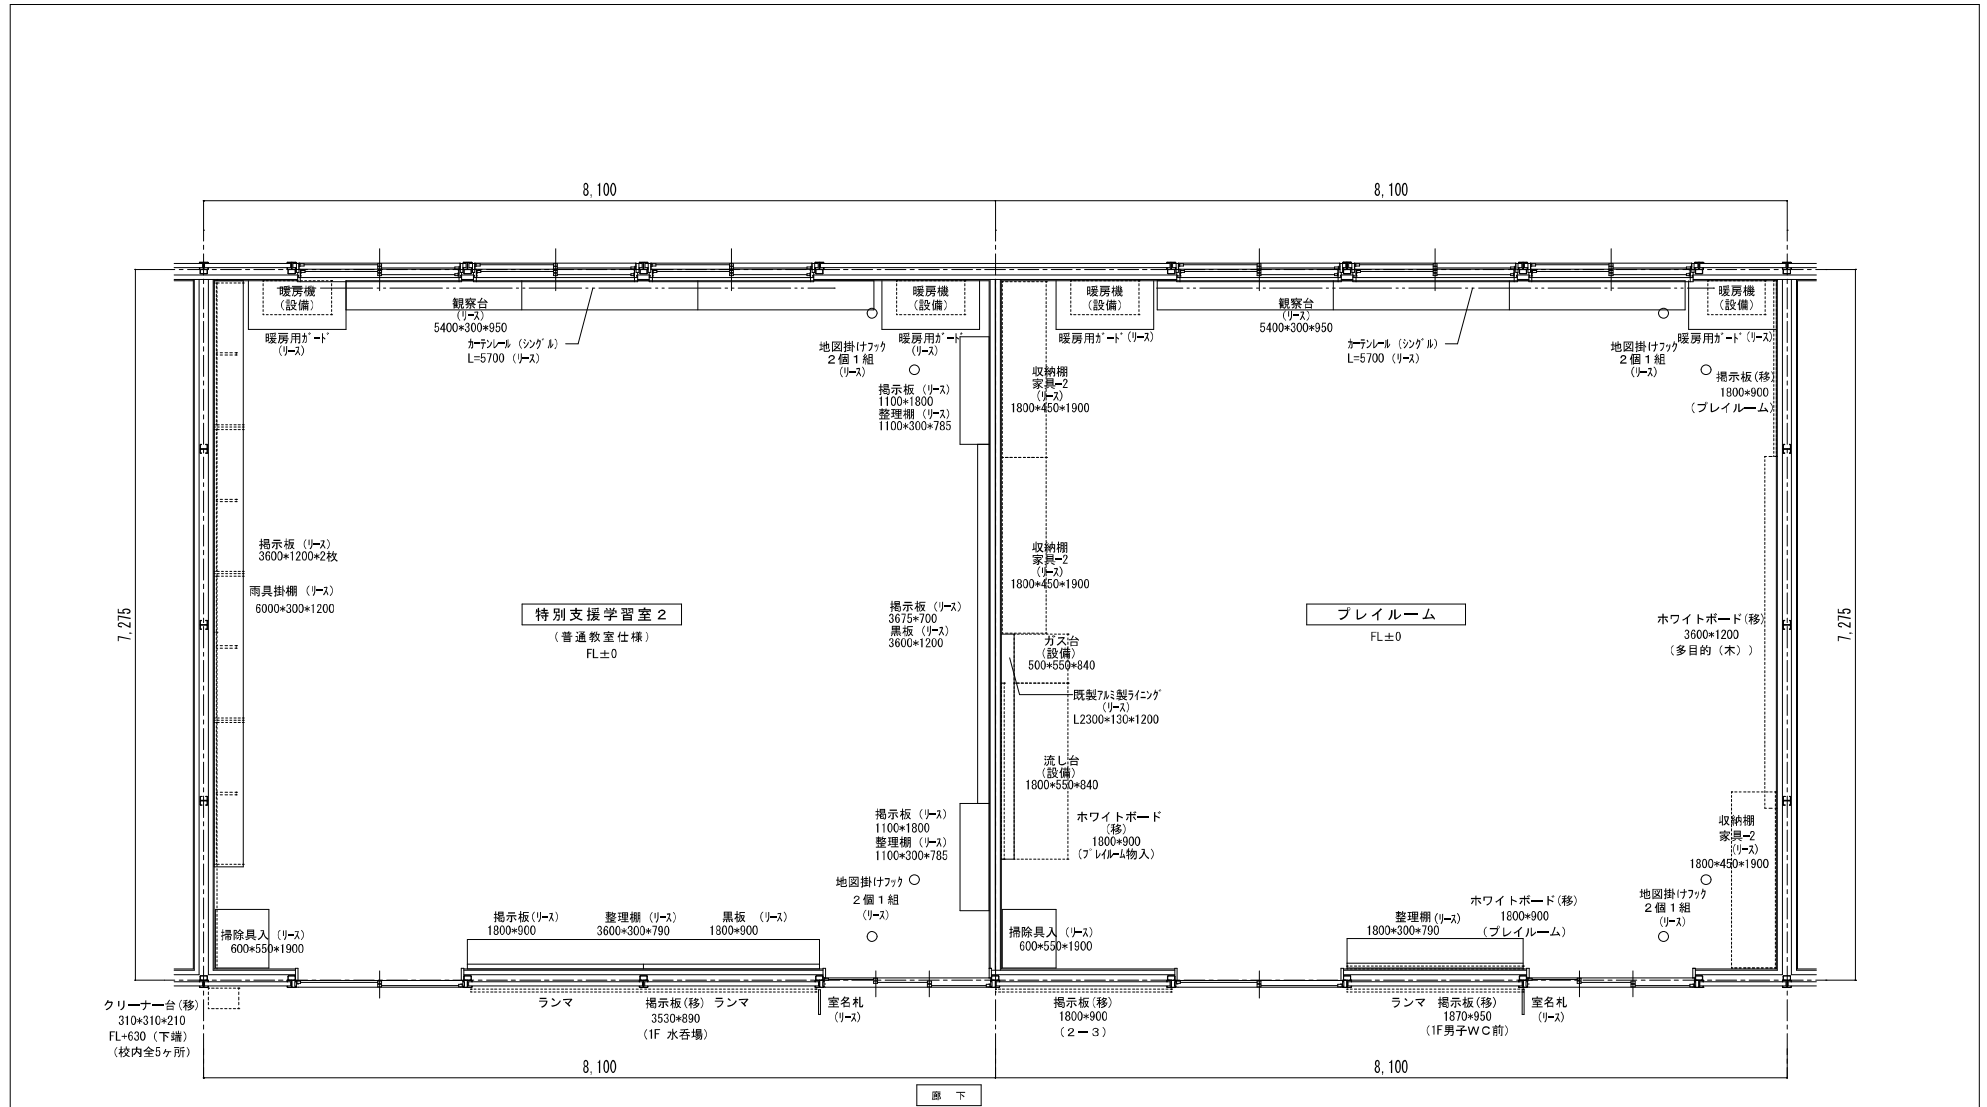 8,100
8,100
暖房機
(設備)
暖房用ｶﾞｰﾄﾞ
(ﾘｰｽ)
観察台
(ﾘｰｽ)
5400*300*950
ｶｰﾃﾝﾚｰﾙ (ｼﾝｸﾞﾙ)
L=5700 (ﾘｰｽ)
暖房機
(設備)
暖房用ｶﾞｰﾄﾞ
(ﾘｰｽ)
地図掛けﾌｯｸ
2個1組
(ﾘｰｽ)
掲示板 (ﾘｰｽ)
1100*1800
整理棚 (ﾘｰｽ)
1100*300*785
暖房機
(設備)
暖房用ｶﾞｰﾄﾞ(ﾘｰｽ)
観察台
(ﾘｰｽ)
5400*300*950
ｶｰﾃﾝﾚｰﾙ (ｼﾝｸﾞﾙ)
L=5700 (ﾘｰｽ)
暖房機
(設備)
暖房用ｶﾞｰﾄﾞ(ﾘｰｽ)
地図掛けﾌｯｸ
2個1組
(ﾘｰｽ)
掲示板(移)
1800*900
(プレイルーム)
収納棚
家具-2
(ﾘｰｽ)
1800*450*1900
収納棚
家具-2
(ﾘｰｽ)
1800*450*1900
掲示板 (ﾘｰｽ)
3600*1200*2枚
雨具掛棚 (ﾘｰｽ)
6000*300*1200
7,275
特別支援学習室2
(普通教室仕様)
FL±0
掲示板 (ﾘｰｽ)
3675*700
黒板 (ﾘｰｽ)
3600*1200
プレイルーム
FL±0
ホワイトボード(移)
3600*1200
(多目的(木))
7,275
ガス台
(設備)
500*550*840
既製ｱﾙﾐ製ﾗｲﾆﾝｸﾞ
(ﾘｰｽ)
L2300*130*1200
流し台
(設備)
1800*550*840
ホワイトボード
(移)
1800*900
(ﾌﾟﾚｲﾙｰﾑ物入)
掲示板 (ﾘｰｽ)
1100*1800
整理棚 (ﾘｰｽ)
1100*300*785
地図掛けﾌｯｸ
2個1組
(ﾘｰｽ)
収納棚
家具-2
(ﾘｰｽ)
1800*450*1900
地図掛けﾌｯｸ
2個1組
(ﾘｰｽ)
掃除具入 (ﾘｰｽ)
600*550*1900
掲示板(ﾘｰｽ)
1800*900
整理棚 (ﾘｰｽ)
3600*300*790
黒板 (ﾘｰｽ)
1800*900
掃除具入 (ﾘｰｽ)
600*550*1900
整理棚(ﾘｰｽ)
1800*300*790
ホワイトボード(移)
1800*900
(プレイルーム)
クリーナー台(移)
310*310*210
FL+630 (下端)
(校内全5ヶ所)
ランマ
掲示板(移)
3530*890
(1F 水呑場)
ランマ
室名札
(ﾘｰｽ)
掲示板(移)
1800*900
(2-3)
ランマ
掲示板(移)
1870*950
(1F男子WC前)
室名札
(ﾘｰｽ)
8,100
8,100
廊 下